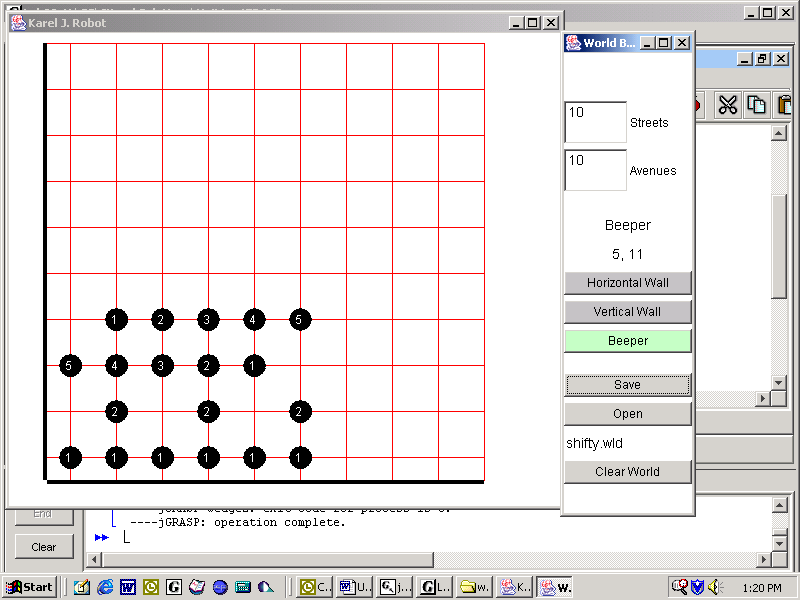 Karel J. Robot
World B...
10
Streets
10
Avenues
Beeper
5, 11
Horizontal Wall
Vertical Wall
Beeper
Save
Open
shifty.wld
Clear World
1 2 3 4 5
5 4 3 2 1
2 2 2
1 1 1 1 1 1
End
Clear
----jGRASP: operation complete.
Start
C..
U..
j...
L..
w..
K..
W.
1:20 PM